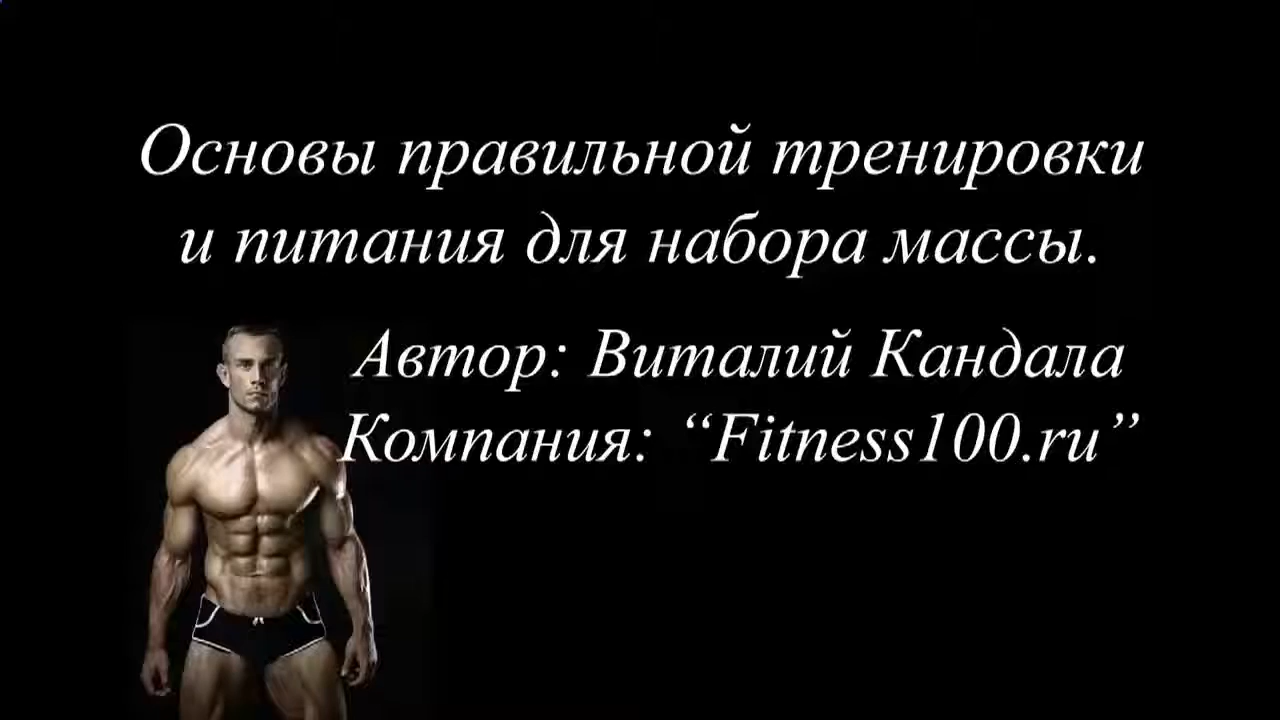 Основы правильной тренировки
и питания для набора массы.
Автор: Виталий Кандала
Компания: “Fitness100.ru”